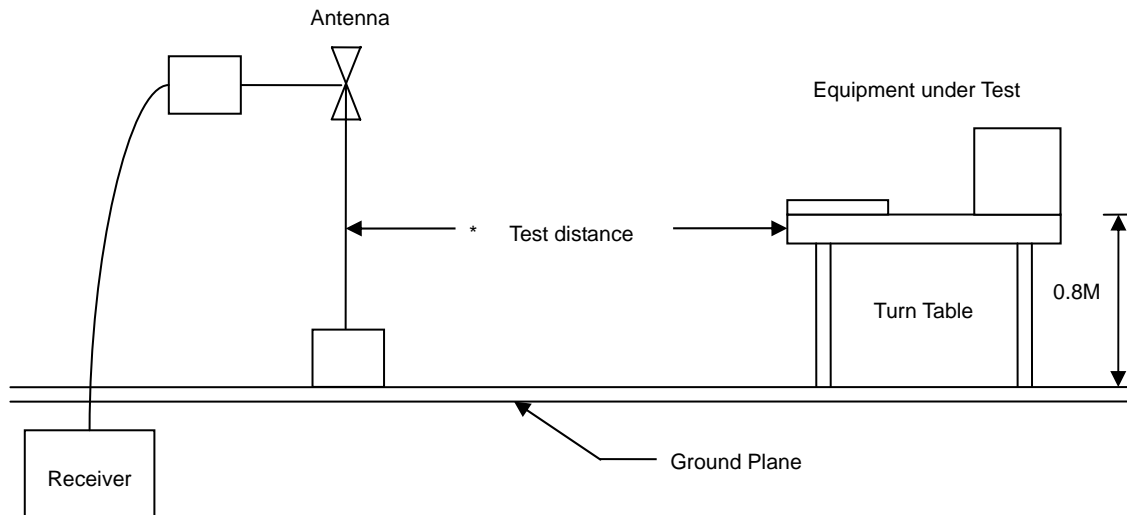 Antenna
Equipment under Test
* Test distance
0.8M
Turn Table
Ground Plane
Receiver